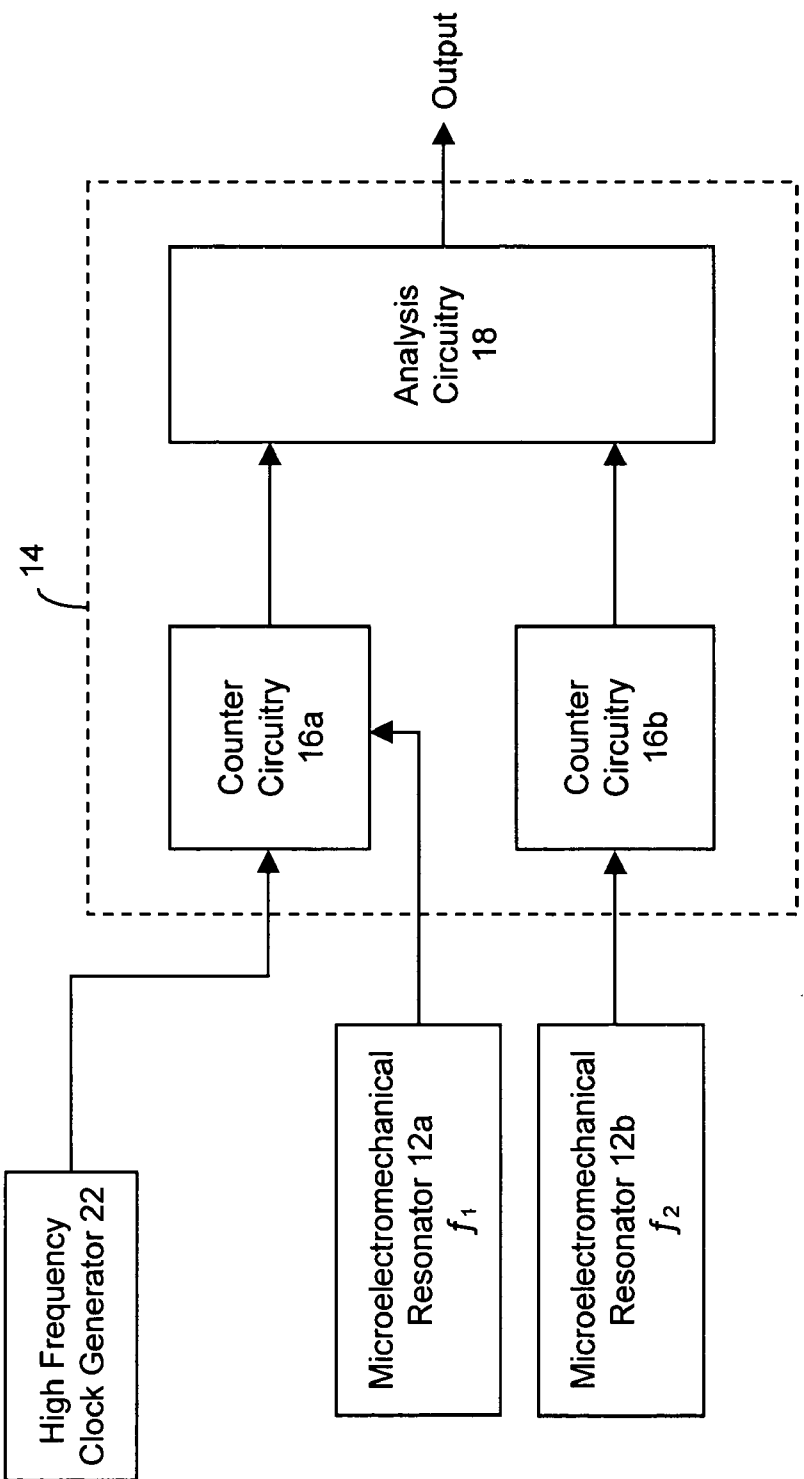 High Frequency
Clock Generator 22
Microelectromechanical
Resonator 12a
f1
Microelectromechanical
Resonator 12b
f2
14
Counter
Circuitry
16a
Counter
Circuitry
16b
Analysis
Circuitry
18
Output